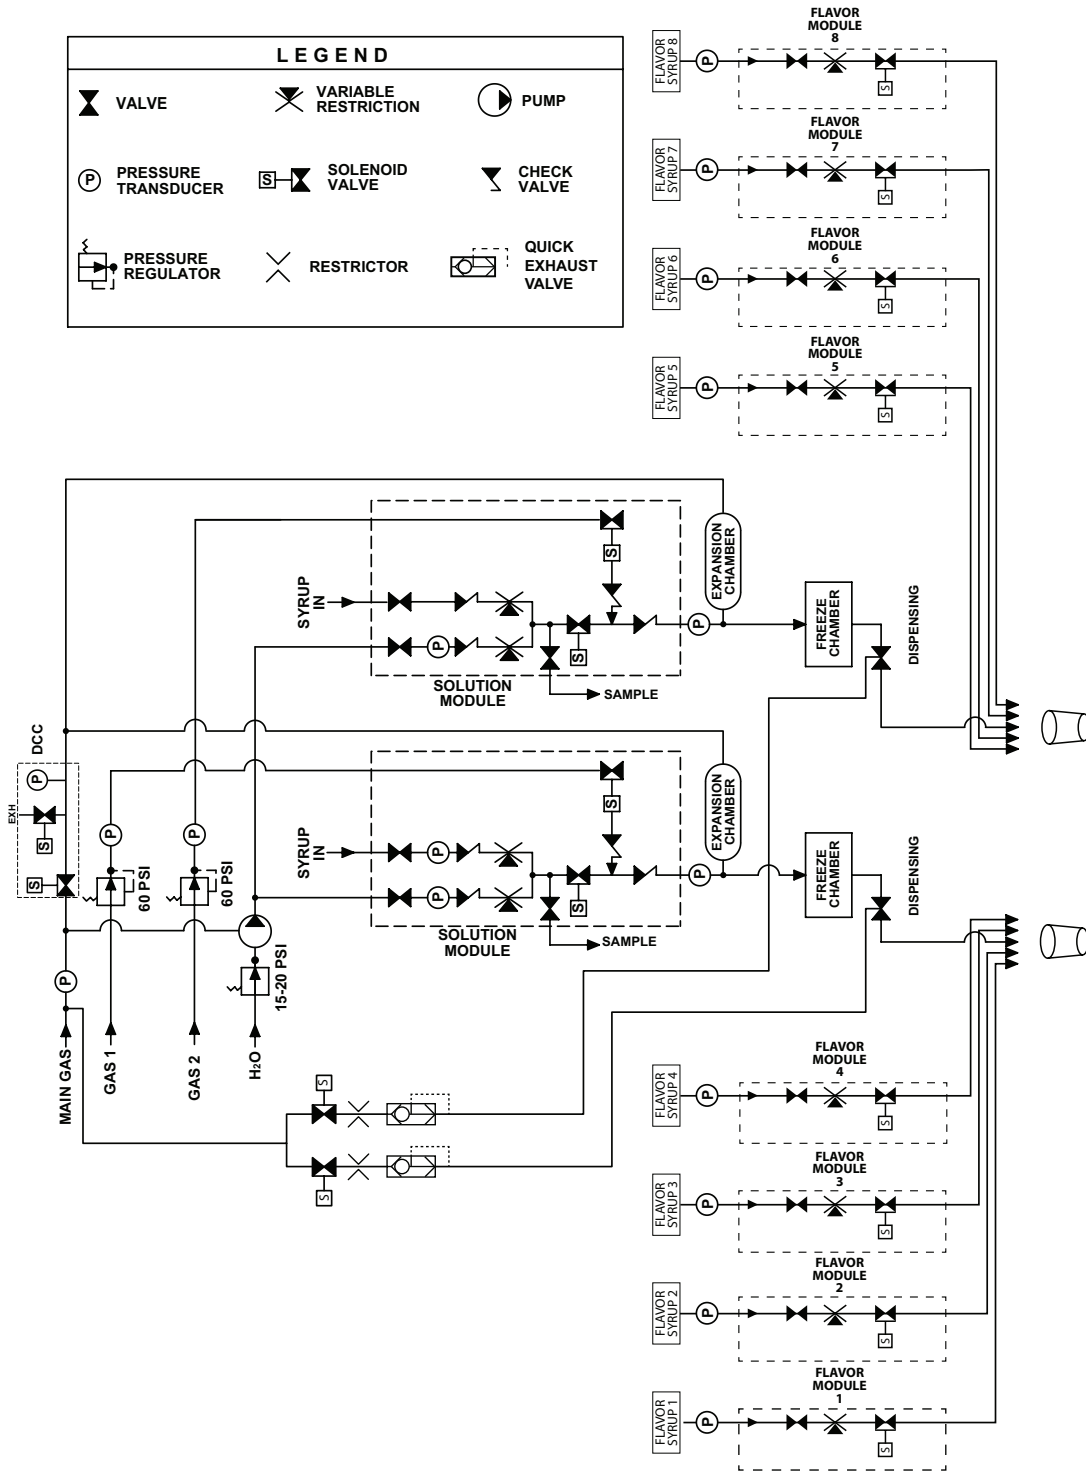 LEGEND
VALVE
VARIABLE
RESTRICTION
PUMP
P
PRESSURE
TRANSDUCER
S
SOLENOID
VALVE
CHECK
VALVE
PRESSURE
REGULATOR
RESTRICTOR
QUICK
EXHAUST
VALVE
FLAVOR
SYRUP 8
P
FLAVOR
MODULE
8
S
FLAVOR
SYRUP 7
P
FLAVOR
MODULE
7
S
FLAVOR
SYRUP 6
P
FLAVOR
MODULE
6
S
FLAVOR
SYRUP 5
P
FLAVOR
MODULE
5
S
SYRUP
IN
P
S
S
P
SOLUTION
MODULE
SAMPLE
EXPANSION
CHAMBER
FREEZE
CHAMBER
DISPENSING
DCC
EXH
P
S
S
P
P
60 PSI
60 PSI
15-20 PSI
P
MAIN GAS
GAS 1
GAS 2
H₂O
SYRUP
IN
P
P
S
S
P
SOLUTION
MODULE
SAMPLE
EXPANSION
CHAMBER
FREEZE
CHAMBER
DISPENSING
S
S
FLAVOR
SYRUP 4
P
FLAVOR
MODULE
4
S
FLAVOR
SYRUP 3
P
FLAVOR
MODULE
3
S
FLAVOR
SYRUP 2
P
FLAVOR
MODULE
2
S
FLAVOR
SYRUP 1
P
FLAVOR
MODULE
1
S